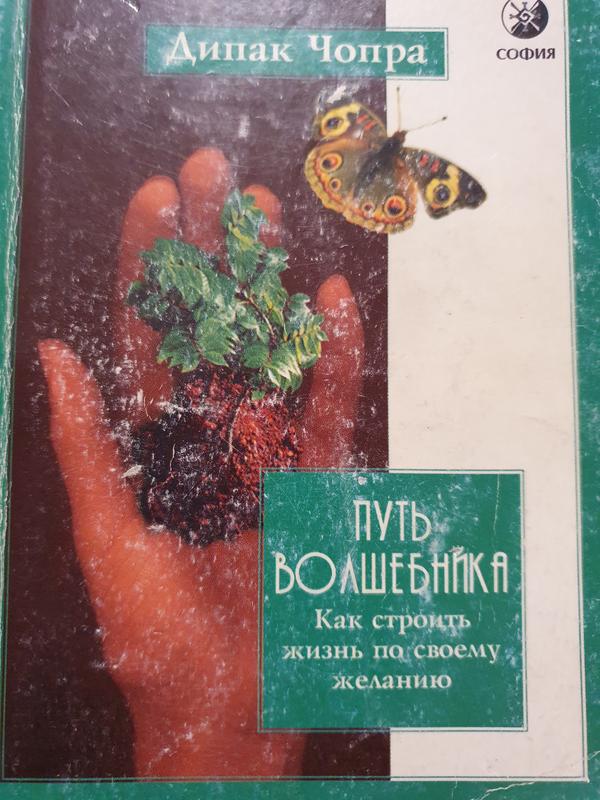 Дипак Чопра
СОФИЯ
ПУТЬ
ВОЛШЕБНИКА
Как строить
жизнь по своему
желанию